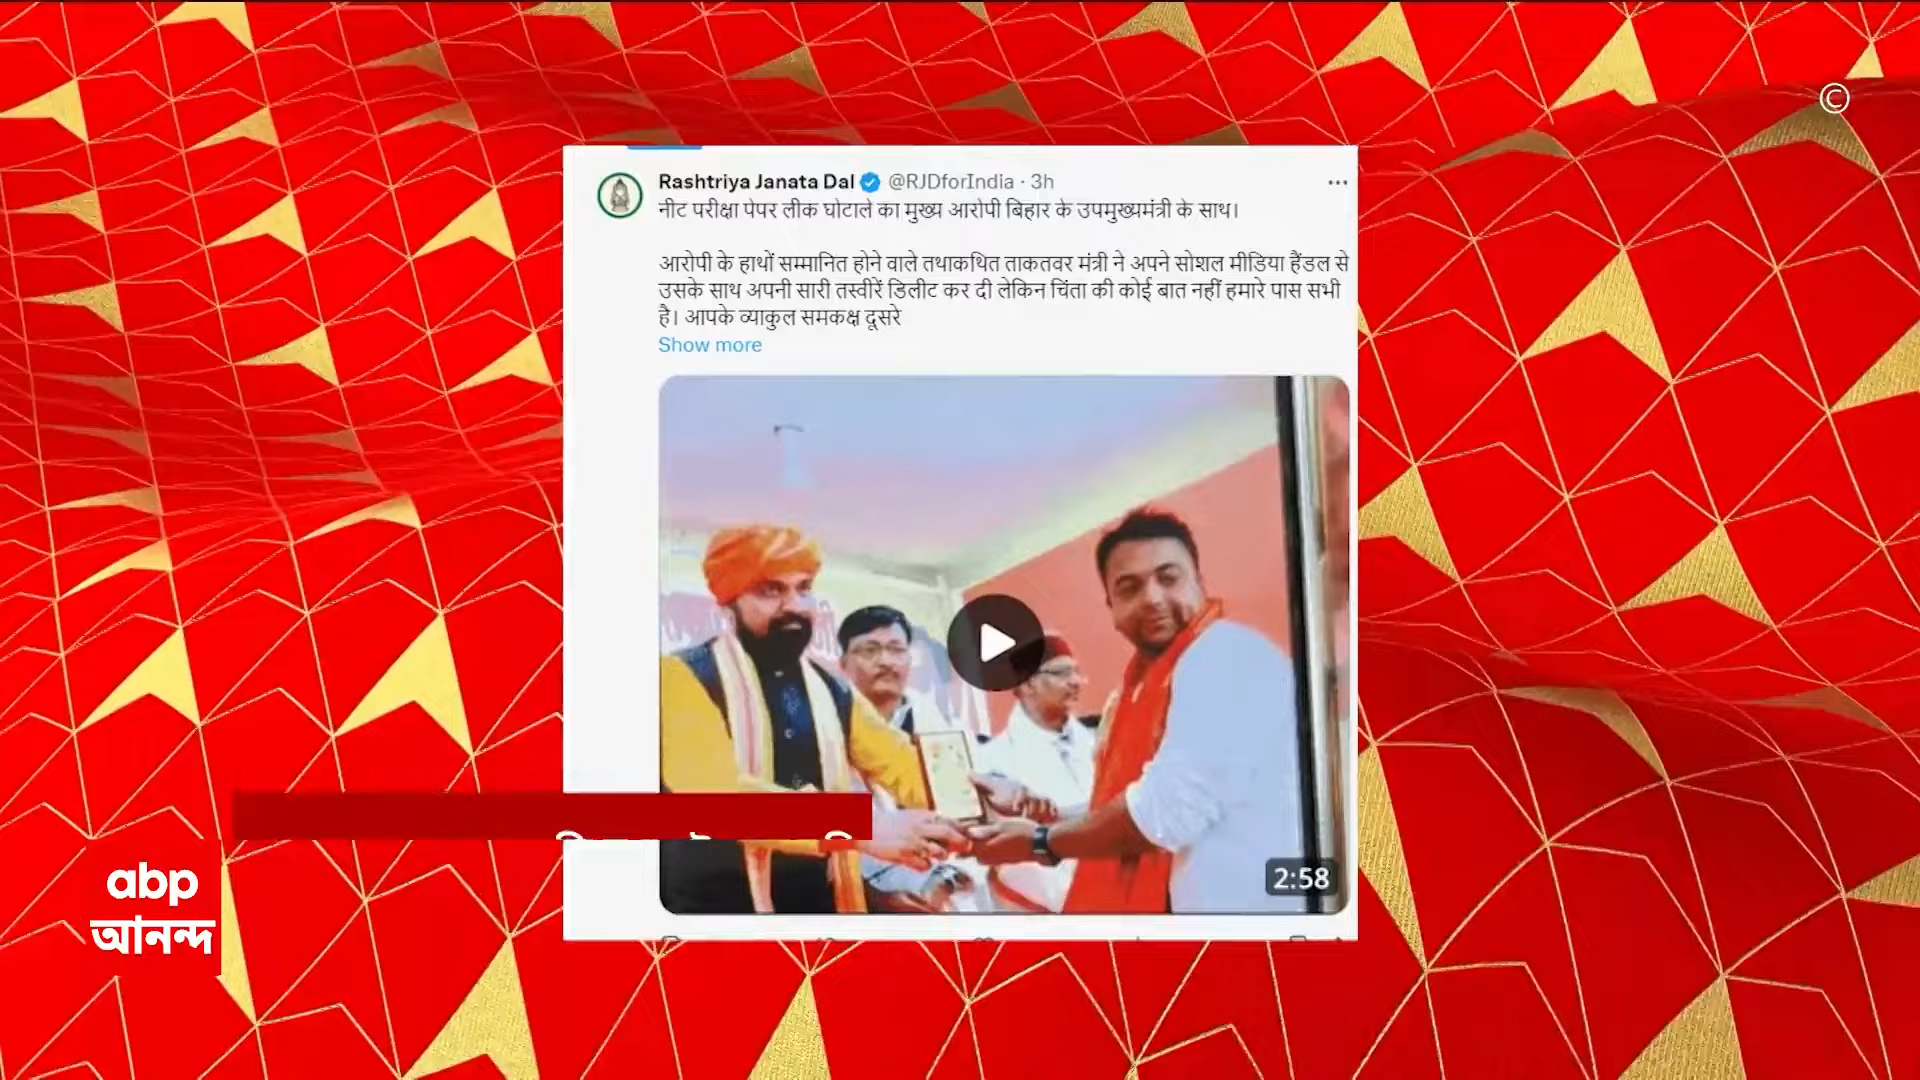 ©
Rashtriya Janata Dal @RJDforIndia · 3h
नीट परीक्षा पेपर लीक घोटाले का मुख्य आरोपी बिहार के उपमुख्यमंत्री के साथ।
आरोपी के हाथों सम्मानित होने वाले तथाकथित ताकतवर मंत्री ने अपने सोशल मीडिया हैंडल से
उसके साथ अपनी सारी तस्वीरें डिलीट कर दी लेकिन चिंता की कोई बात नहीं हमारे पास सभी
है। आपके व्याकुल समकक्ष दूसरे
Show more
2:58
abp
আনন্দ